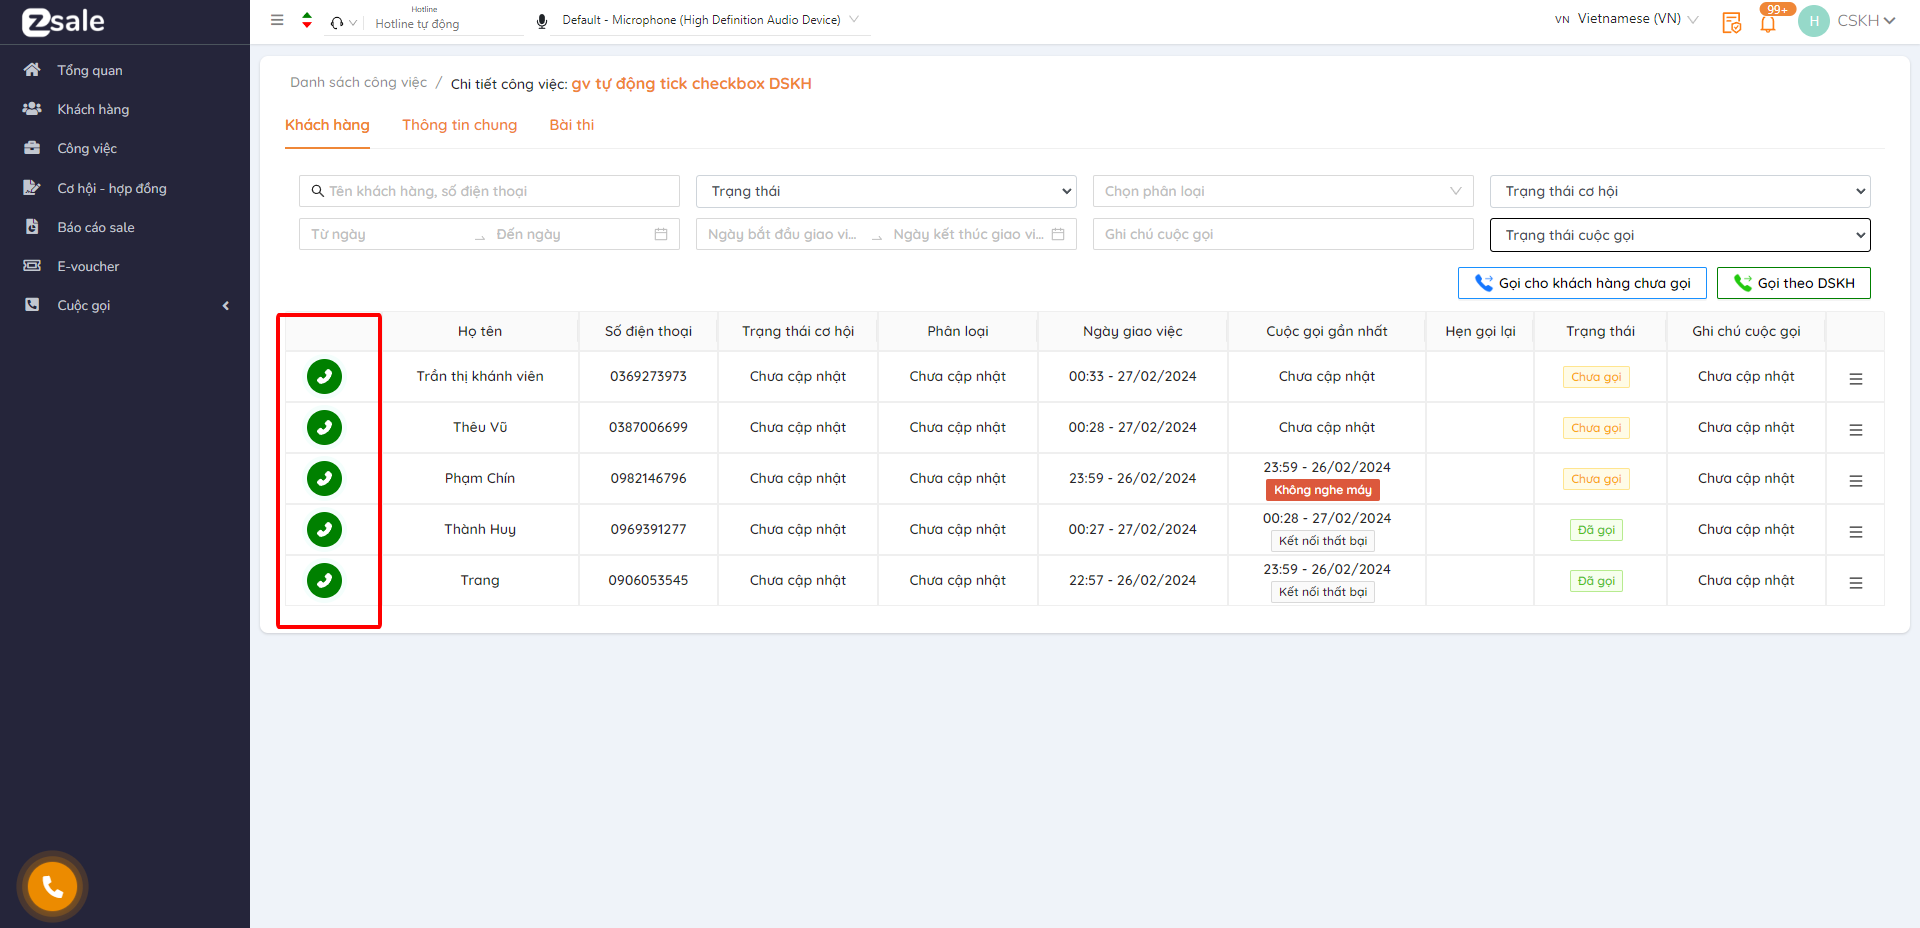 Zsale
Hotline
Hotline tự động
Default - Microphone (High Definition Audio Device)
VN Vietnamese (VN)
99+
H
CSKH
Tổng quan
Khách hàng
Công việc
Cơ hội - hợp đồng
Báo cáo sale
E-voucher
Cuộc gọi
Danh sách công việc / Chi tiết công việc: gv tự động tick checkbox DSKH
Khách hàng Thông tin chung Bài thi
Tên khách hàng, số điện thoại Trạng thái Chọn phân loại Trạng thái cơ hội
Từ ngày Đến ngày Ngày bắt đầu giao vi... Ngày kết thúc giao vi... Ghi chú cuộc gọi Trạng thái cuộc gọi
Gọi cho khách hàng chưa gọi Gọi theo DSKH
Họ tên Số điện thoại Trạng thái cơ hội Phân loại Ngày giao việc Cuộc gọi gần nhất Hẹn gọi lại Trạng thái Ghi chú cuộc gọi
Trần thị khánh viên 0369273973 Chưa cập nhật Chưa cập nhật 00:33 - 27/02/2024 Chưa cập nhật Chưa gọi Chưa cập nhật
Thêu Vũ 0387006699 Chưa cập nhật Chưa cập nhật 00:28 - 27/02/2024 Chưa cập nhật Chưa gọi Chưa cập nhật
Phạm Chín 0982146796 Chưa cập nhật Chưa cập nhật 23:59 - 26/02/2024 23:59 - 26/02/2024 Chưa gọi Chưa cập nhật
Không nghe máy
Thành Huy 0969391277 Chưa cập nhật Chưa cập nhật 00:27 - 27/02/2024 00:28 - 27/02/2024 Đã gọi Chưa cập nhật
Kết nối thất bại
Trang 0906053545 Chưa cập nhật Chưa cập nhật 22:57 - 26/02/2024 23:59 - 26/02/2024 Đã gọi Chưa cập nhật
Kết nối thất bại